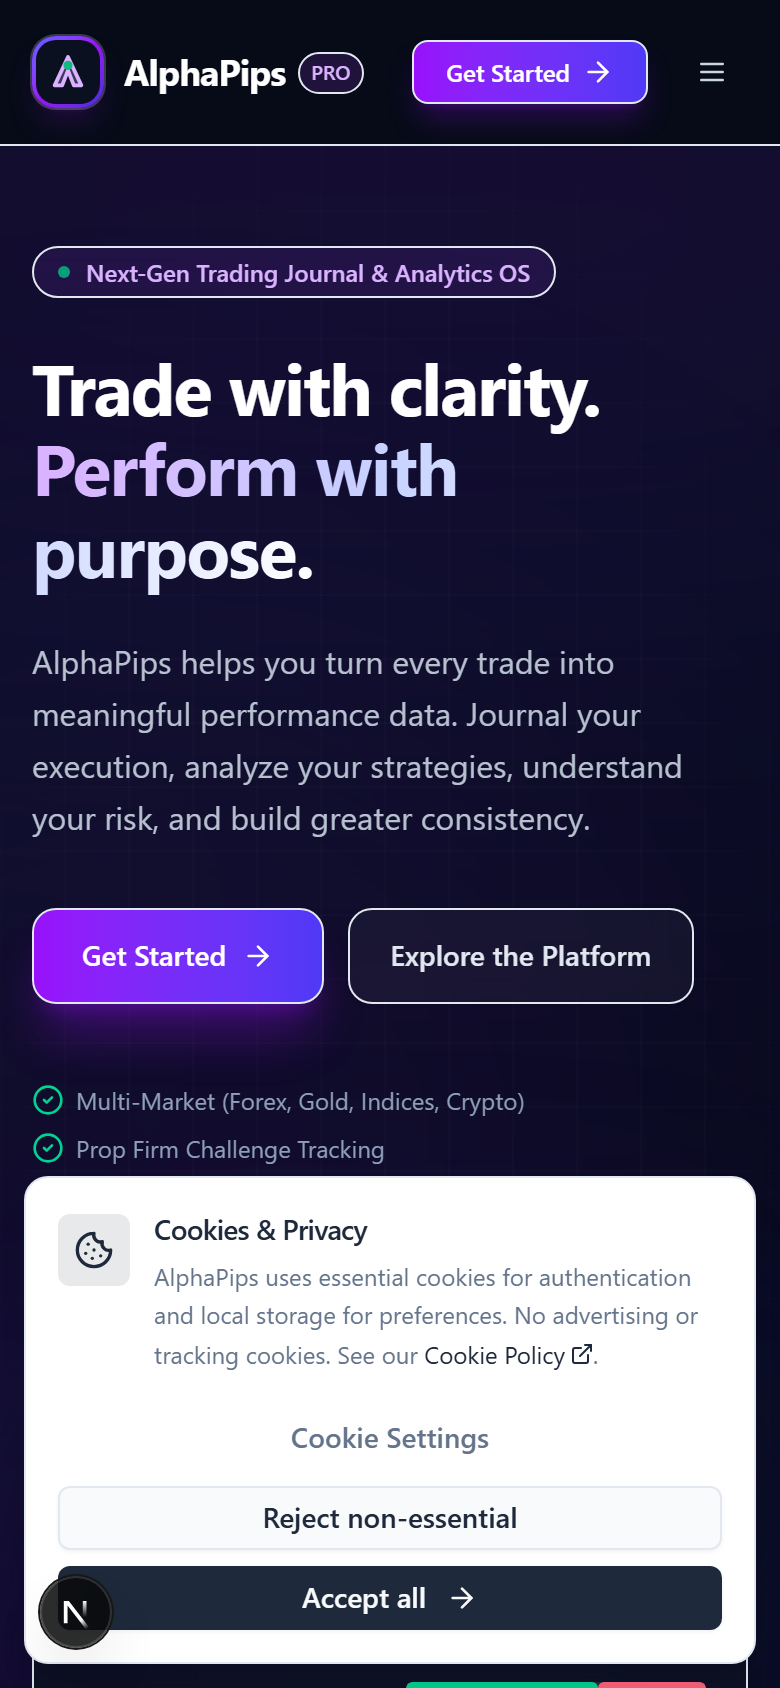 AlphaPips PRO
Get Started
Next-Gen Trading Journal & Analytics OS
Trade with clarity.
Perform with
purpose.
AlphaPips helps you turn every trade into
meaningful performance data. Journal your
execution, analyze your strategies, understand
your risk, and build greater consistency.
Get Started
Explore the Platform
Multi-Market (Forex, Gold, Indices, Crypto)
Prop Firm Challenge Tracking
Cookies & Privacy
AlphaPips uses essential cookies for authentication
and local storage for preferences. No advertising or
tracking cookies. See our Cookie Policy.
Cookie Settings
Reject non-essential
Accept all
N